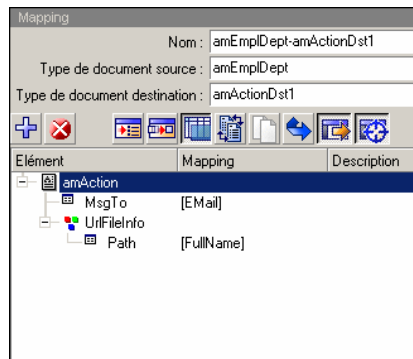 Mapping
Nom : amEmplDept-amActionDst1
Type de document source : amEmplDept
Type de document destination : amActionDst1
Elément Mapping Description
amAction
MsgTo [EMail]
UrlFileInfo
Path [FullName]